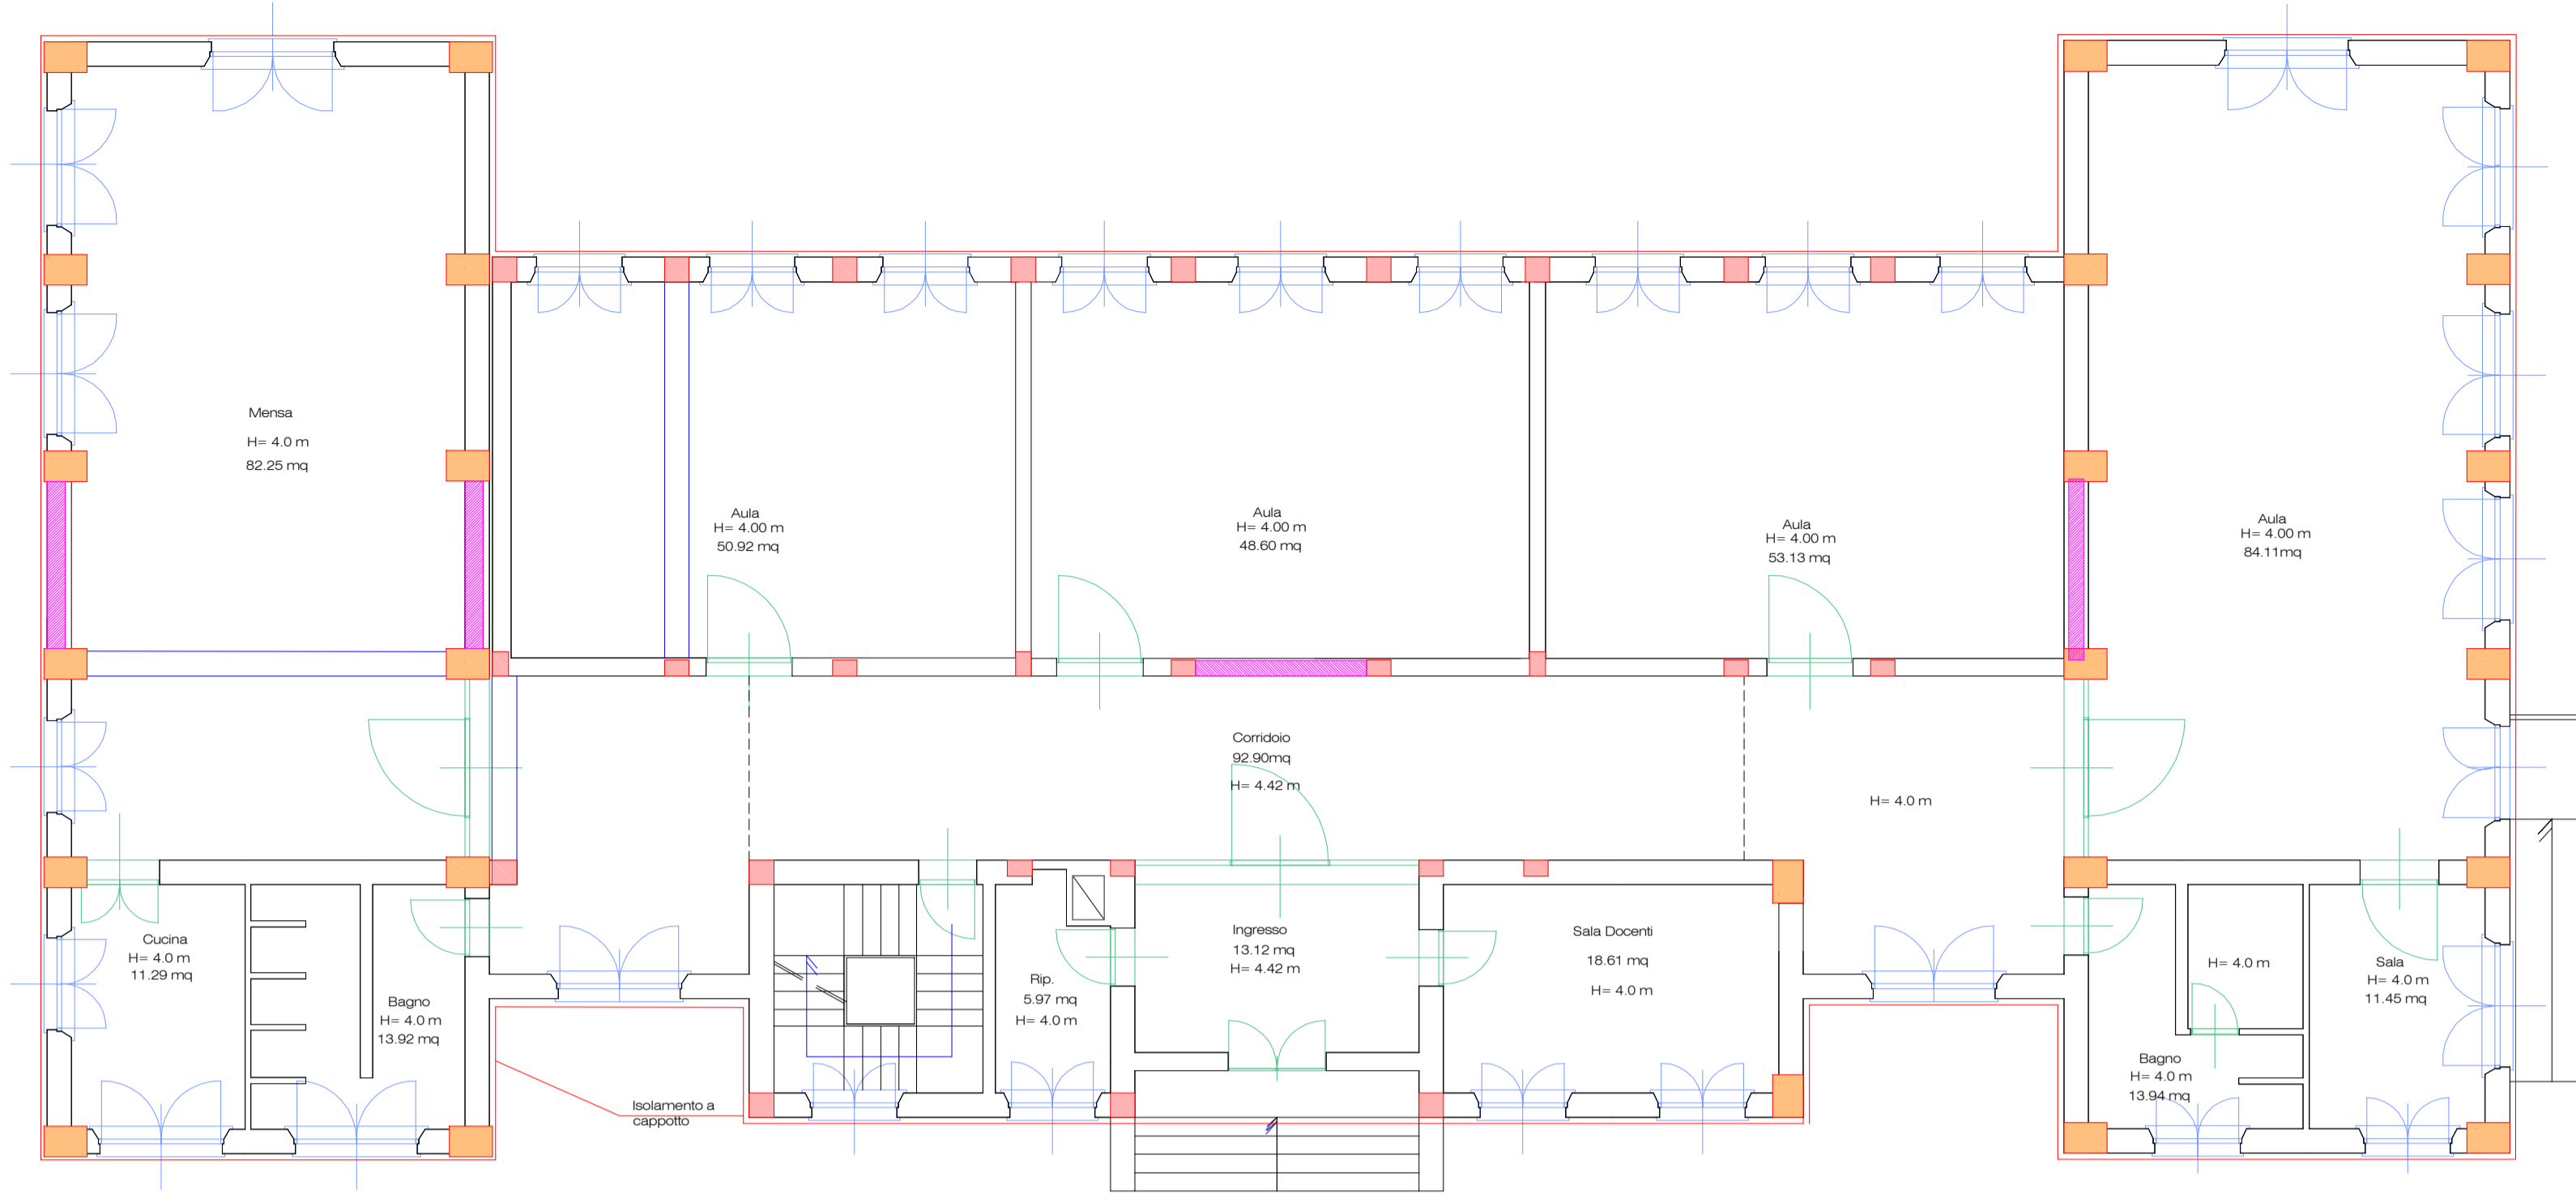 Mensa
H= 4.0 m
82.25 mq
Aula
H= 4.00 m
50.92 mq
Aula
H= 4.00 m
48.60 mq
Aula
H= 4.00 m
53.13 mq
Aula
H= 4.00 m
84.11mq
Corridoio
92.90mq
H= 4.42 m
H= 4.0 m
Cucina
H= 4.0 m
11.29 mq
Bagno
H= 4.0 m
13.92 mq
Isolamento a
cappotto
Rip.
5.97 mq
H= 4.0 m
Ingresso
13.12 mq
H= 4.42 m
Sala Docenti
18.61 mq
H= 4.0 m
H= 4.0 m
Bagno
H= 4.0 m
13.94 mq
Sala
H= 4.0 m
11.45 mq